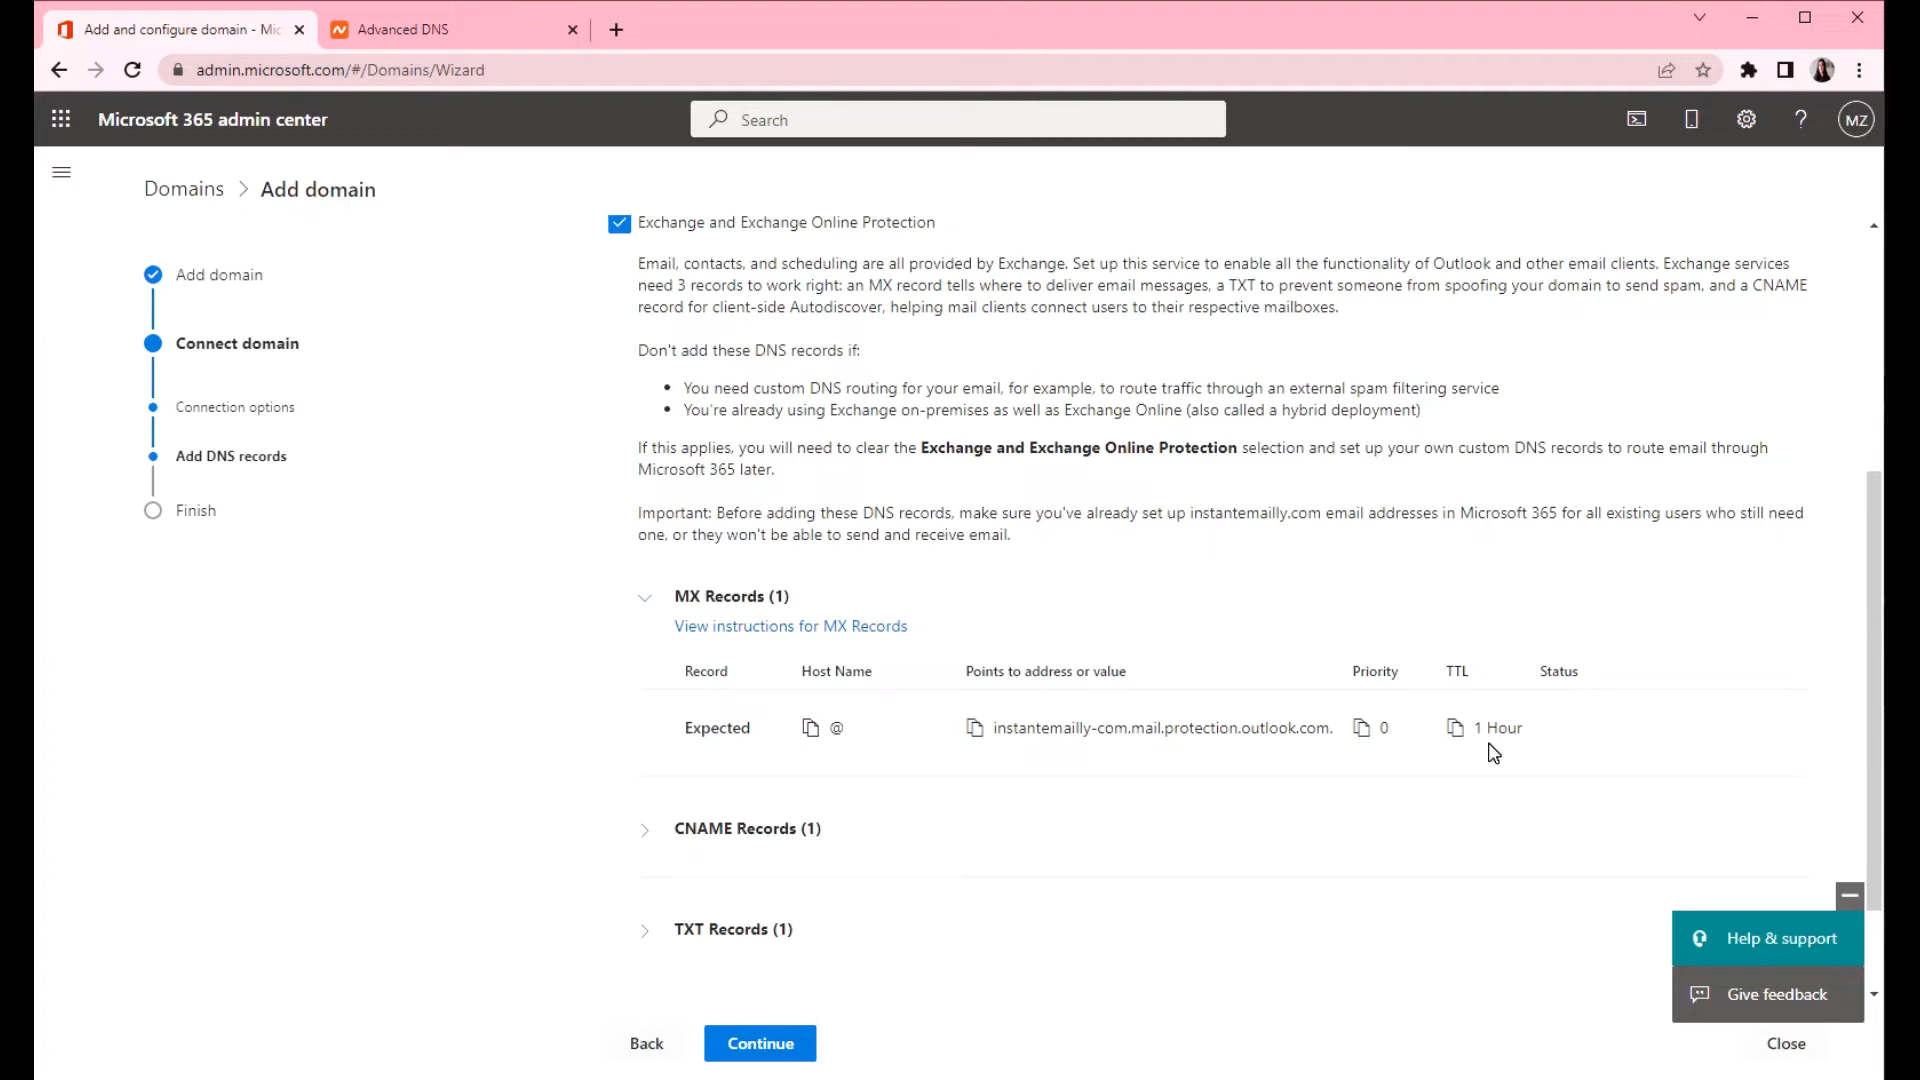 Add and configure domain - Mic
Advanced DNS
admin.microsoft.com/#/Domains/Wizard
Microsoft 365 admin center
Search
MZ
Domains > Add domain
Add domain
Connect domain
Connection options
Add DNS records
Finish
Exchange and Exchange Online Protection
Email, contacts, and scheduling are all provided by Exchange. Set up this service to enable all the functionality of Outlook and other email clients. Exchange services
need 3 records to work right: an MX record tells where to deliver email messages, a TXT to prevent someone from spoofing your domain to send spam, and a CNAME
record for client-side Autodiscover, helping mail clients connect users to their respective mailboxes.
Don't add these DNS records if:
• You need custom DNS routing for your email, for example, to route traffic through an external spam filtering service
• You're already using Exchange on-premises as well as Exchange Online (also called a hybrid deployment)
If this applies, you will need to clear the Exchange and Exchange Online Protection selection and set up your own custom DNS records to route email through
Microsoft 365 later.
Important: Before adding these DNS records, make sure you've already set up instantemailly.com email addresses in Microsoft 365 for all existing users who still need
one, or they won't be able to send and receive email.
MX Records (1)
View instructions for MX Records
Record Host Name Points to address or value Priority TTL Status
Expected @ instantemailly-com.mail.protection.outlook.com. 0 1 Hour
CNAME Records (1)
TXT Records (1)
Help & support
Give feedback
Back Continue Close